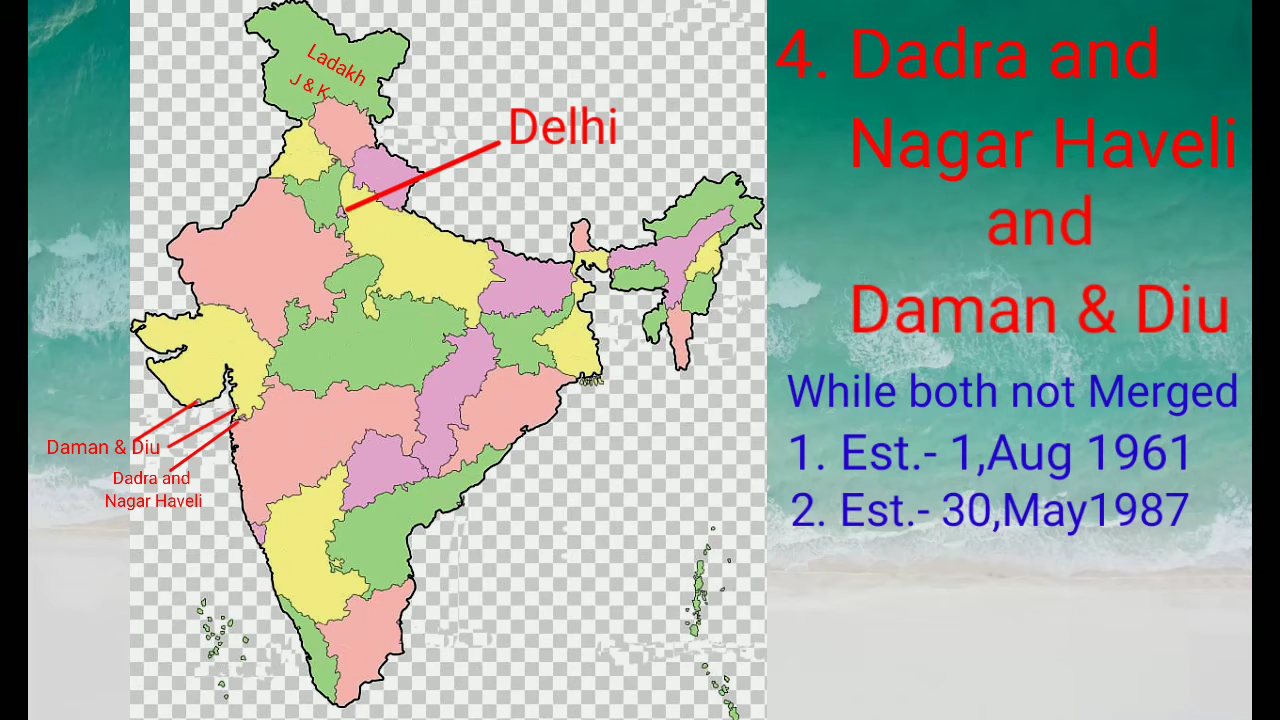 Ladakh
J & K
Delhi
Daman & Diu
Dadra and
Nagar Haveli
4. Dadra and
Nagar Haveli
and
Daman & Diu
While both not Merged
1. Est.- 1,Aug 1961
2. Est.- 30,May1987